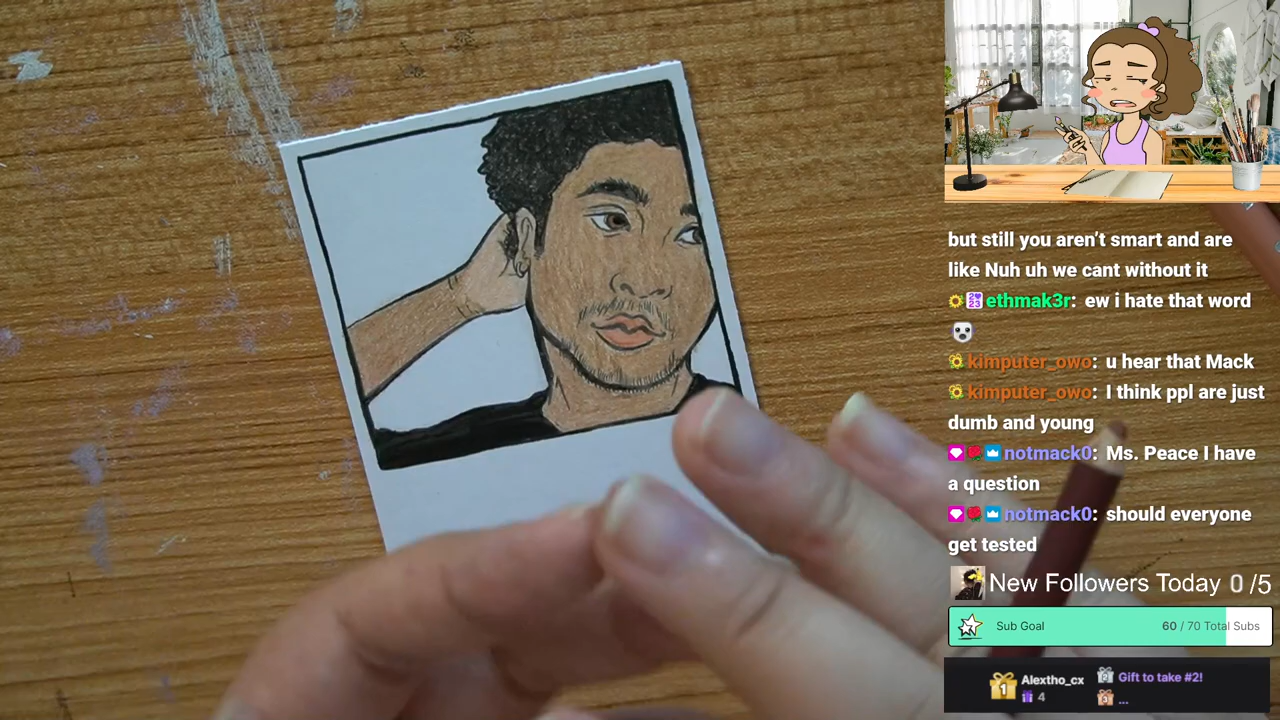 but still you aren’t smart and are
like Nuh uh we cant without it
ethmak3r: ew i hate that word
kimputer_owo: u hear that Mack
kimputer_owo: I think ppl are just
dumb and young
notmack0: Ms. Peace I have
a question
notmack0: should everyone
get tested
New Followers Today 0 /5
Sub Goal 60 / 70 Total Subs
1 Alextho_cx Gift to take #2!
4 ...